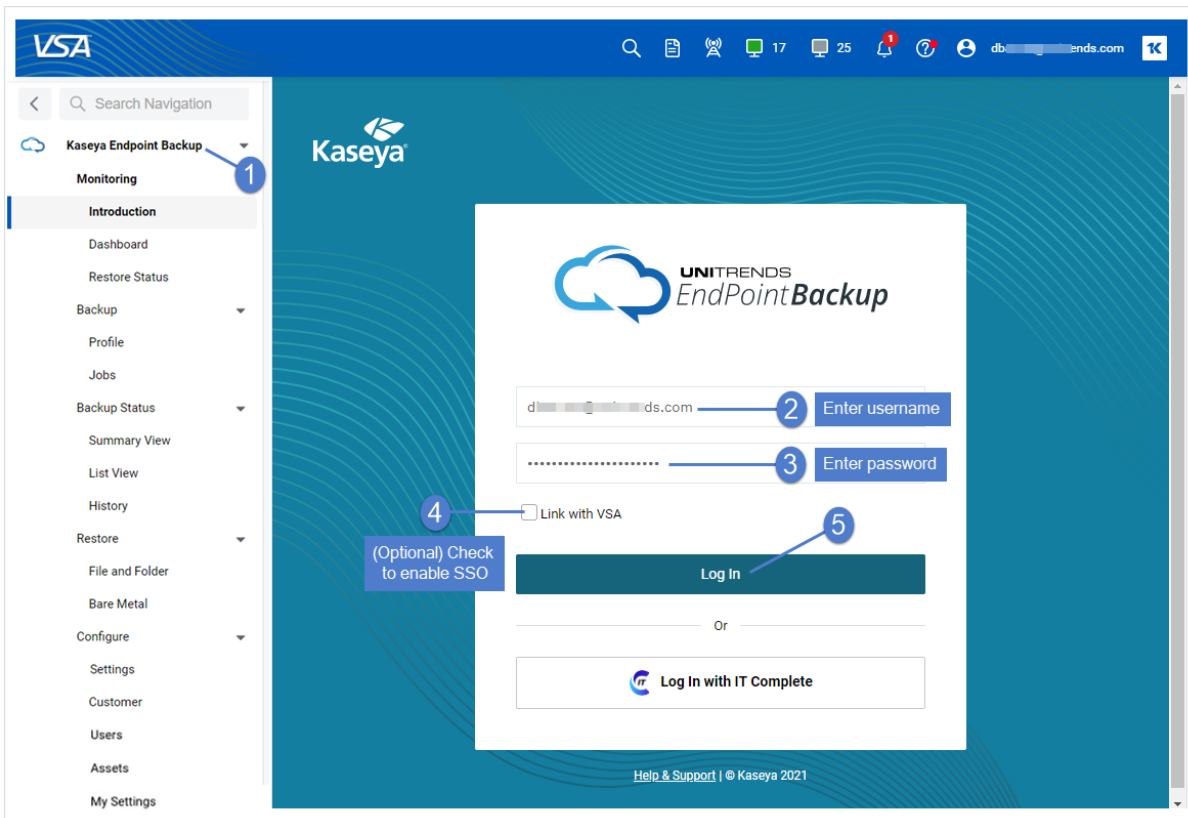 VSA
17
25
1
Search Navigation
Kaseya Endpoint Backup
1
Monitoring
Introduction
Dashboard
Restore Status
Backup
Profile
Jobs
Backup Status
Summary View
List View
History
Restore
File and Folder
Bare Metal
Configure
Settings
Customer
Users
Assets
My Settings
Kaseya
UNITRENDS
EndPointBackup
ds.com
2 Enter username
3 Enter password
4
Link with VSA
5
(Optional) Check
to enable SSO
Log In
Or
IT Log In with IT Complete
Help & Support | © Kaseya 2021